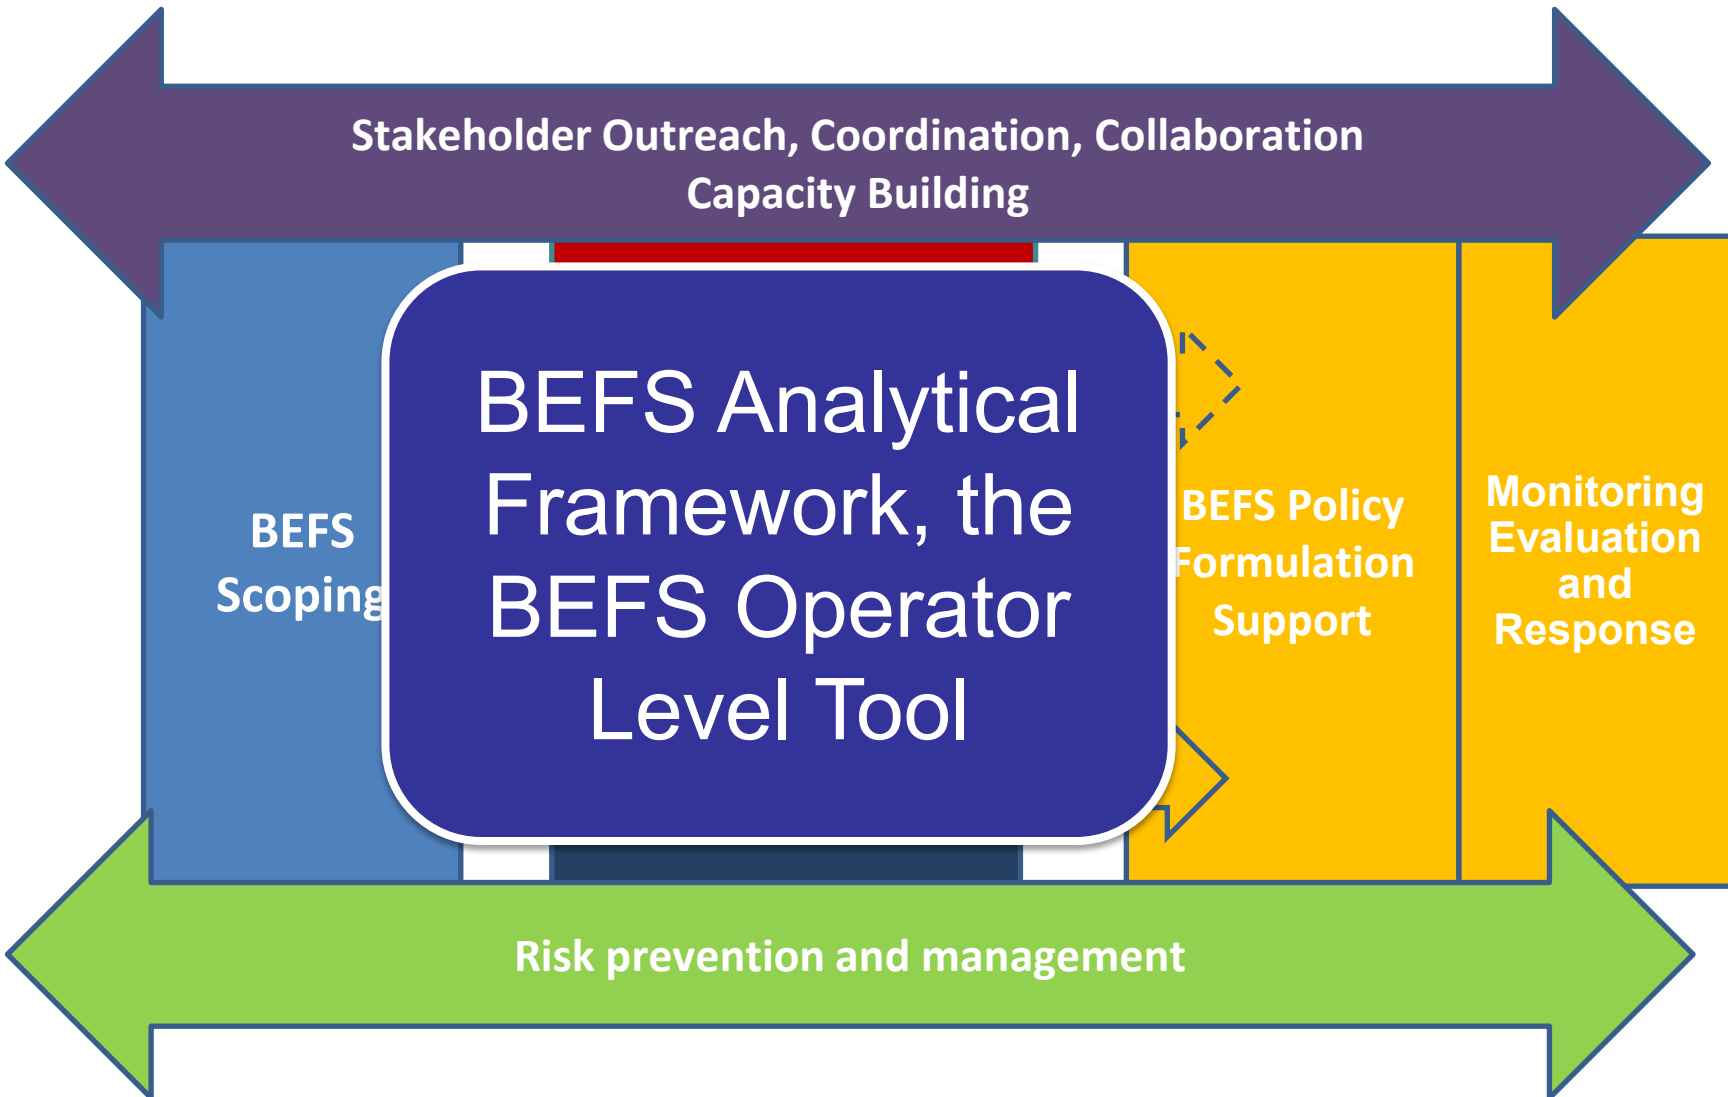 Stakeholder Outreach, Coordination, Collaboration
Capacity Building
BEFS
Scoping
BEFS Analytical
Framework, the
BEFS Operator
Level Tool
BEFS Policy
Formulation
Support
Monitoring
Evaluation
and
Response
Risk prevention and management